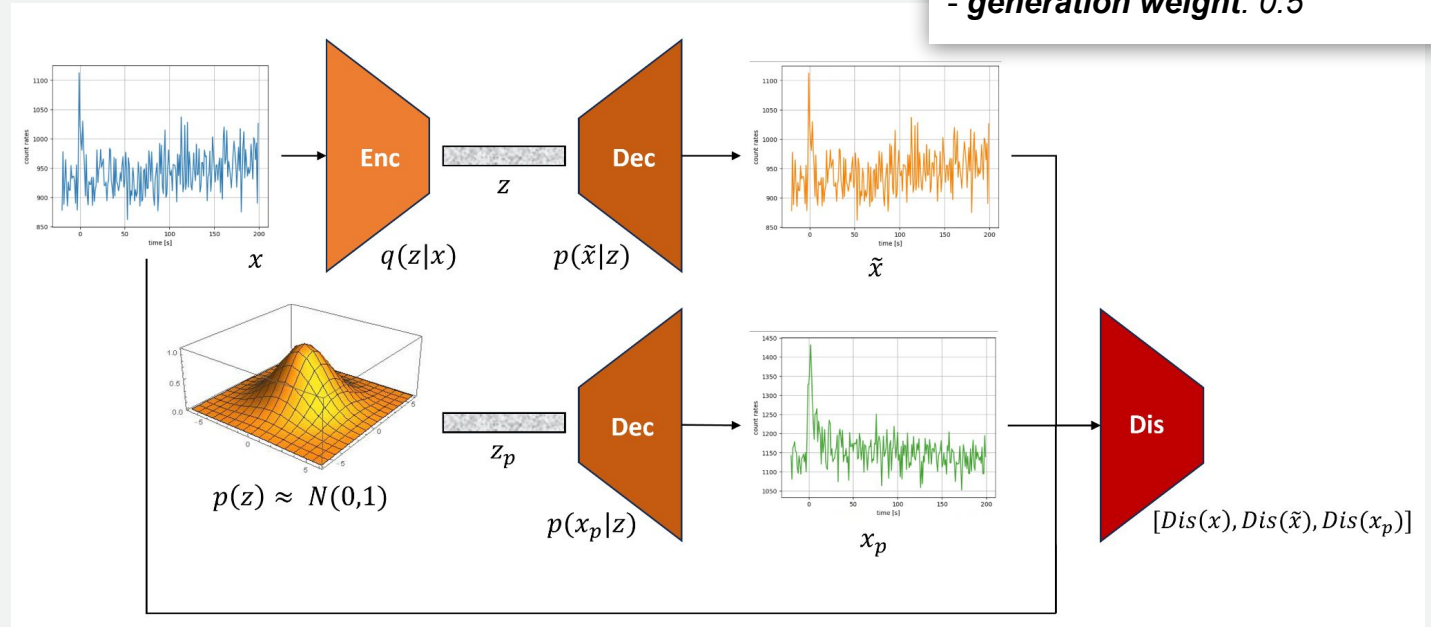 - generation weight: 0.5
1100
1050
1000
950
900
850
count rates
0
50
100
150
200
time [s]
x
Enc
q(z|x)
z
Dec
p(x̃|z)
1100
1050
1000
950
900
850
count rates
0
50
100
150
200
time [s]
x̃
1.0
0.5
0.0
-5
0
5
-5
0
5
p(z) ≈ N(0,1)
z_p
Dec
p(x_p|z)
1450
1400
1350
1300
1250
1200
1150
1100
1050
count rates
0
50
100
150
200
time [s]
x_p
Dis
[Dis(x), Dis(x̃), Dis(x_p)]